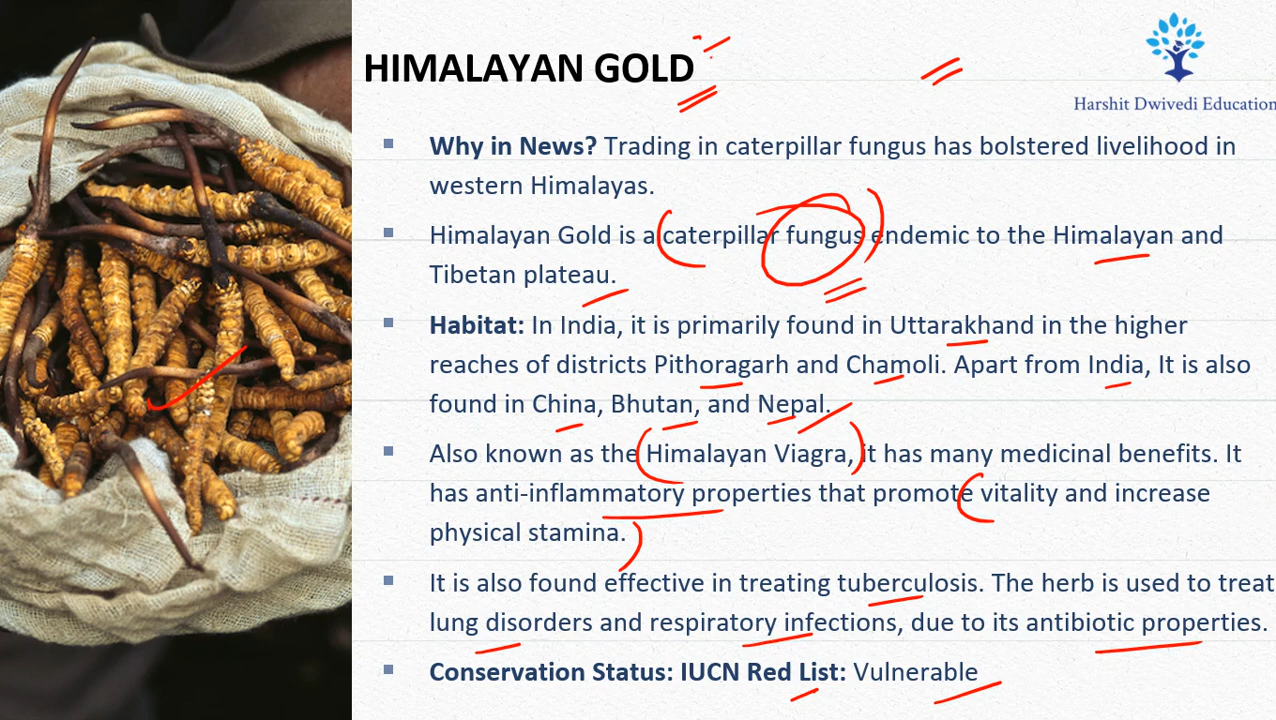 HIMALAYAN GOLD
Harshit Dwivedi Education
Why in News? Trading in caterpillar fungus has bolstered livelihood in
western Himalayas.
Himalayan Gold is a caterpillar fungus endemic to the Himalayan and
Tibetan plateau.
Habitat: In India, it is primarily found in Uttarakhand in the higher
reaches of districts Pithoragarh and Chamoli. Apart from India, It is also
found in China, Bhutan, and Nepal.
Also known as the Himalayan Viagra, it has many medicinal benefits. It
has anti-inflammatory properties that promote vitality and increase
physical stamina.
It is also found effective in treating tuberculosis. The herb is used to treat
lung disorders and respiratory infections, due to its antibiotic properties.
Conservation Status: IUCN Red List: Vulnerable